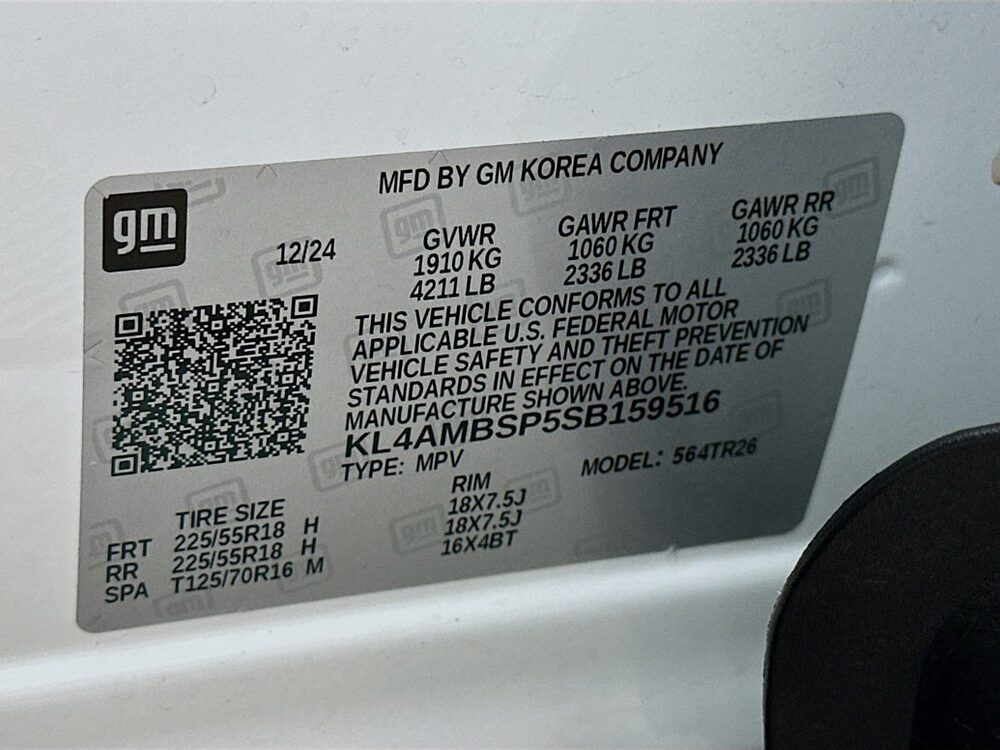 MFD BY GM KOREA COMPANY
gm
12/24
GVWR
1910 KG
4211 LB
GAWR FRT
1060 KG
2336 LB
GAWR RR
1060 KG
2336 LB
THIS VEHICLE CONFORMS TO ALL
APPLICABLE U.S. FEDERAL MOTOR
VEHICLE SAFETY AND THEFT PREVENTION
STANDARDS IN EFFECT ON THE DATE OF
MANUFACTURE SHOWN ABOVE.
KL4AMBSP5SB159516
TYPE: MPV MODEL: 564TR26
TIRE SIZE RIM
FRT 225/55R18 H 18X7.5J
RR 225/55R18 H 18X7.5J
SPA T125/70R16 M 16X4BT